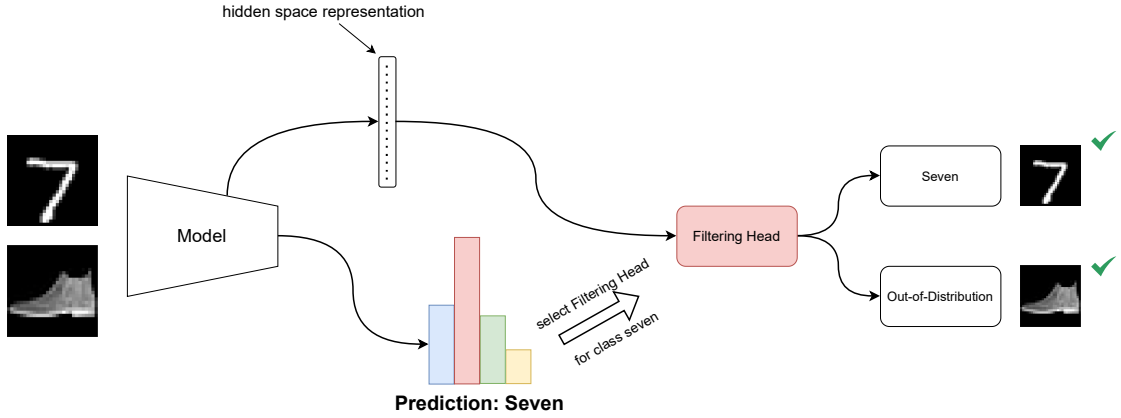 hidden space representation
Model
select Filtering Head
for class seven
Prediction: Seven
Filtering Head
Seven
Out-of-Distribution